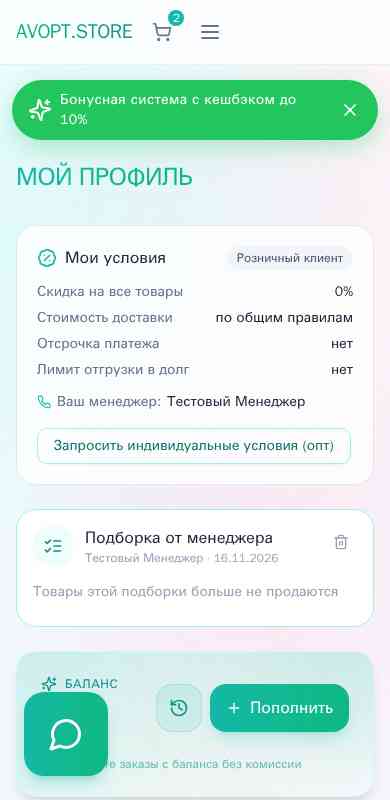 AVOPT.STORE
2
Бонусная система с кешбэком до
10%
МОЙ ПРОФИЛЬ
Мои условия
Розничный клиент
Скидка на все товары 0%
Стоимость доставки по общим правилам
Отсрочка платежа нет
Лимит отгрузки в долг нет
Ваш менеджер: Тестовый Менеджер
Запросить индивидуальные условия (опт)
Подборка от менеджера
Тестовый Менеджер · 16.11.2026
Товары этой подборки больше не продаются
БАЛАНС
Пополнить
заказы с баланса без комиссии